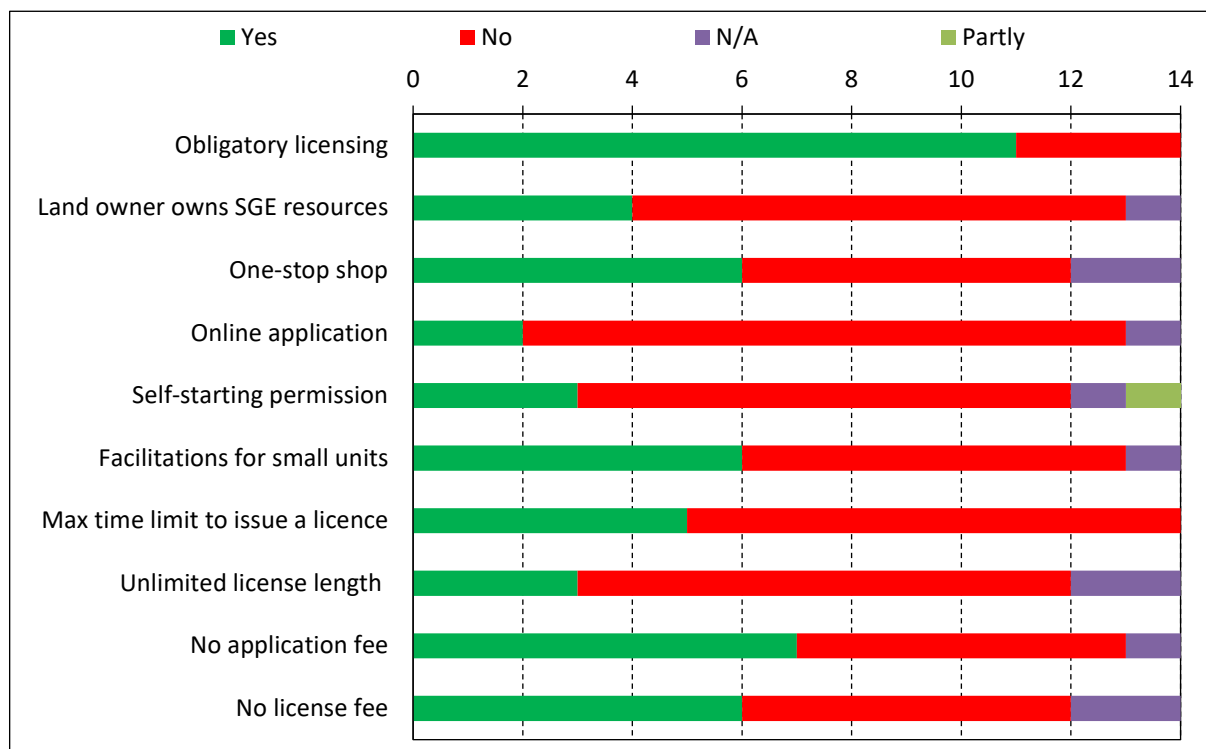 Yes No N/A Partly
0 2 4 6 8 10 12 14
Obligatory licensing
Land owner owns SGE resources
One-stop shop
Online application
Self-starting permission
Facilitations for small units
Max time limit to issue a licence
Unlimited license length
No application fee
No license fee